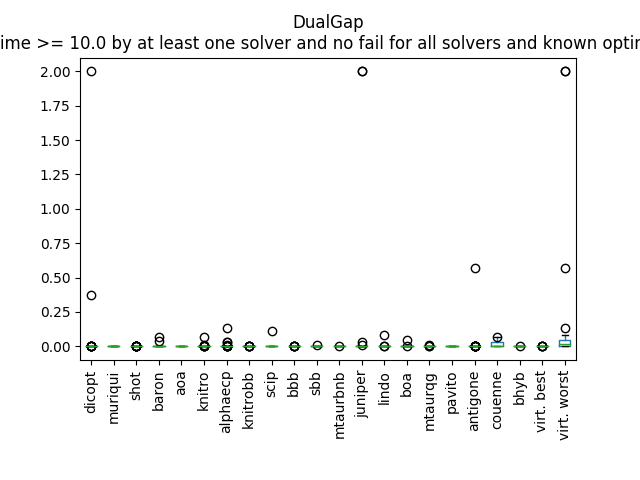 DualGap
ime >= 10.0 by at least one solver and no fail for all solvers and known optim
2.00
1.75
1.50
1.25
1.00
0.75
0.50
0.25
0.00
dicopt
muriqui
shot
baron
aoa
knitro
alphaecp
knitrobb
scip
bbb
sbb
mtaurbnb
juniper
lindo
boa
mtaurqg
pavito
antigone
couenne
bhyb
virt. best
virt. worst